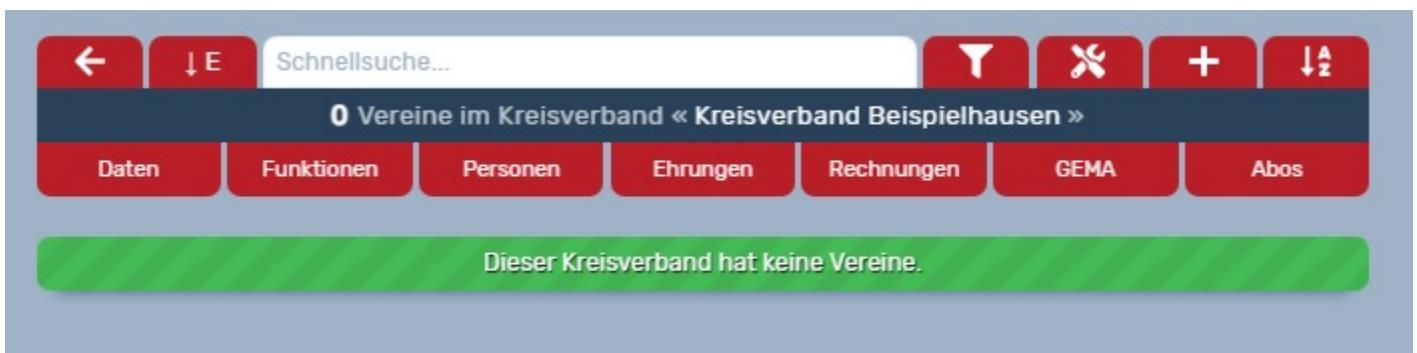 ↓ E Schnellsuche... A Z
0 Vereine im Kreisverband « Kreisverband Beispielhausen »
Daten Funktionen Personen Ehrungen Rechnungen GEMA Abos
Dieser Kreisverband hat keine Vereine.